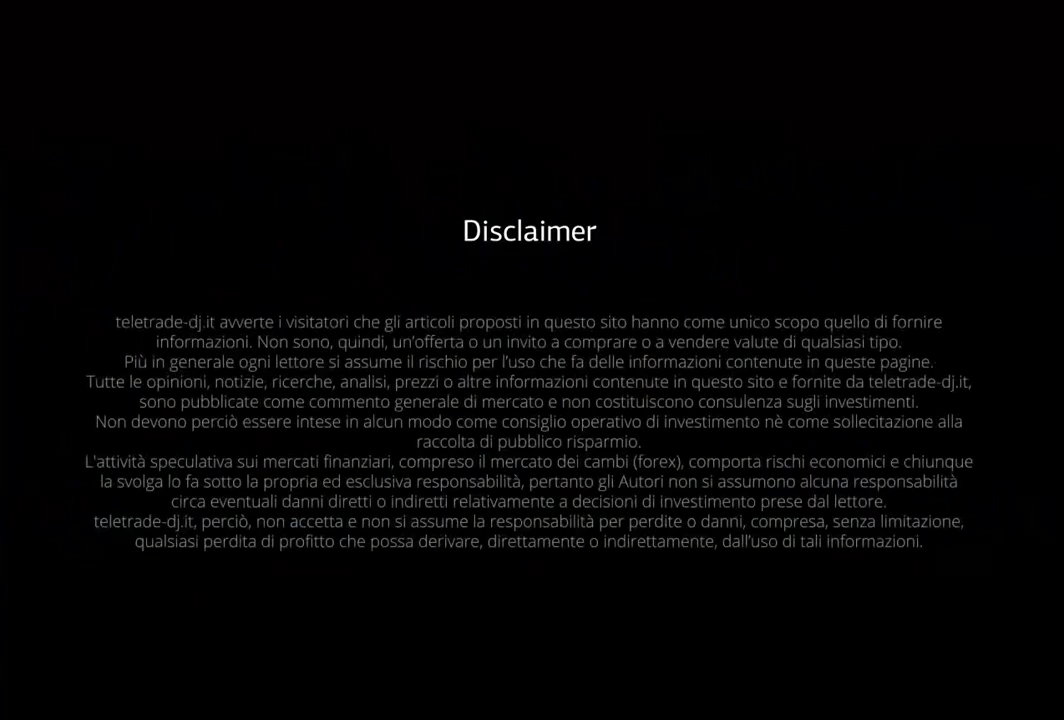 Disclaimer
teletrade-dj.it avverte i visitatori che gli articoli proposti in questo sito hanno come unico scopo quello di fornire
informazioni. Non sono, quindi, un’offerta o un invito a comprare o a vendere valute di qualsiasi tipo.
Più in generale ogni lettore si assume il rischio per l’uso che fa delle informazioni contenute in queste pagine.
Tutte le opinioni, notizie, ricerche, analisi, prezzi o altre informazioni contenute in questo sito e fornite da teletrade-dj.it,
sono pubblicate come commento generale di mercato e non costituiscono consulenza sugli investimenti.
Non devono perciò essere intese in alcun modo come consiglio operativo di investimento nè come sollecitazione alla
raccolta di pubblico risparmio.
L'attività speculativa sui mercati finanziari, compreso il mercato dei cambi (forex), comporta rischi economici e chiunque
la svolga lo fa sotto la propria ed esclusiva responsabilità, pertanto gli Autori non si assumono alcuna responsabilità
circa eventuali danni diretti o indiretti relativamente a decisioni di investimento prese dal lettore.
teletrade-dj.it, perciò, non accetta e non si assume la responsabilità per perdite o danni, compresa, senza limitazione,
qualsiasi perdita di profitto che possa derivare, direttamente o indirettamente, dall’uso di tali informazioni.